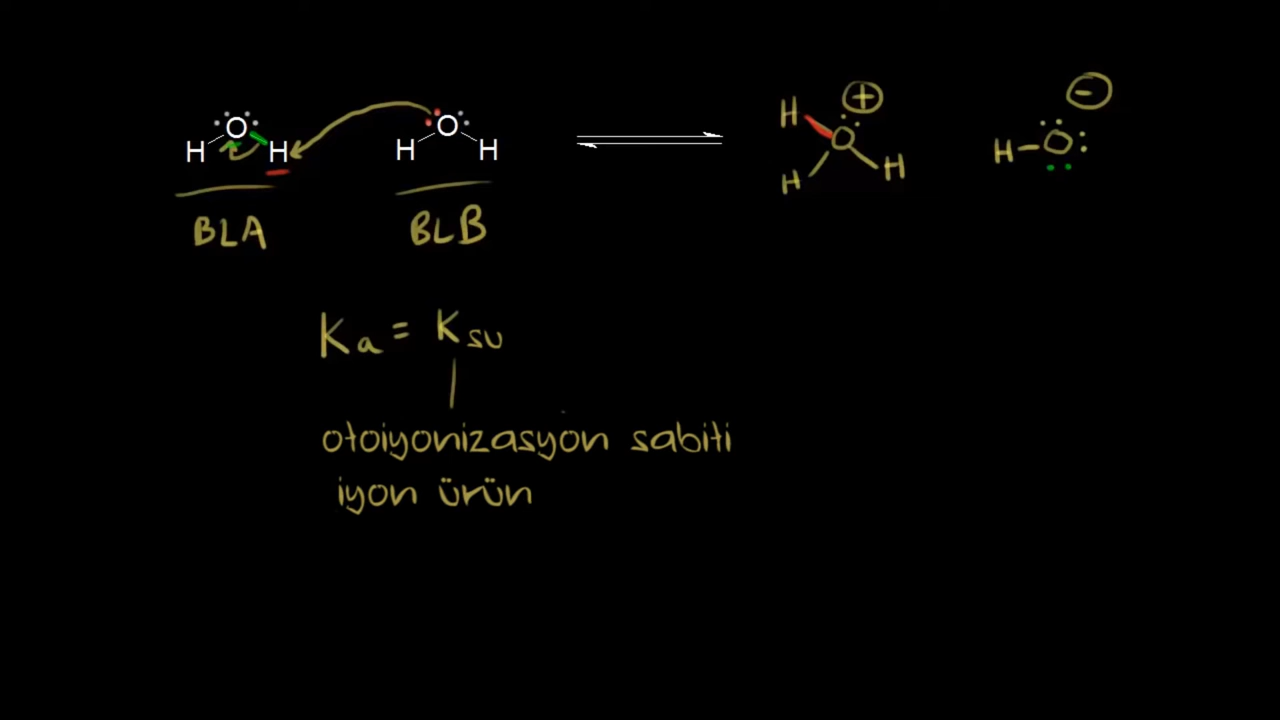 H O H
H O H
H O H H +
H O -
BLA
BLB
Ka = Ksu
otoiyonizasyon sabiti
iyon ürün